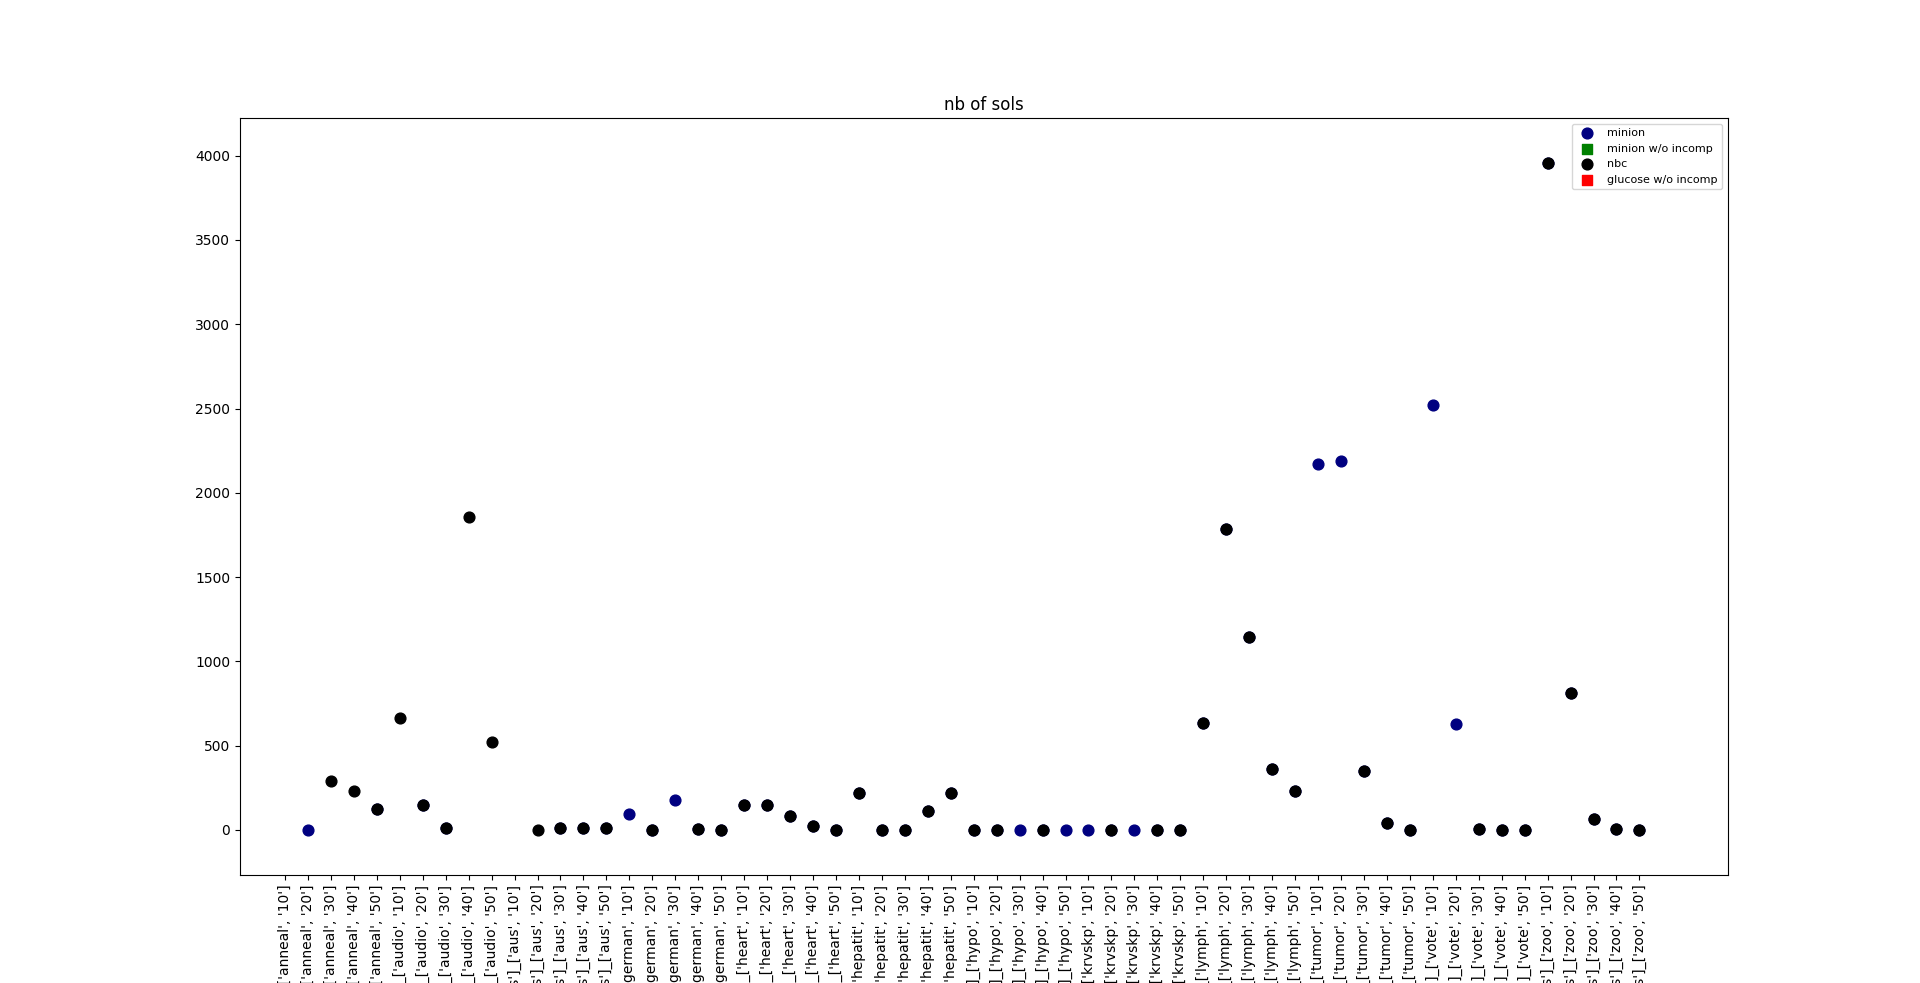 nb of sols
4000
3500
3000
2500
2000
1500
1000
500
0
minion
minion w/o incomp
nbc
glucose w/o incomp
['anneal', '10']
['anneal', '20']
['anneal', '30']
['anneal', '40']
['anneal', '50']
_['audio', '10']
_['audio', '20']
_['audio', '30']
_['audio', '40']
_['audio', '50']
s']_['aus', '10']
s']_['aus', '20']
s']_['aus', '30']
s']_['aus', '40']
s']_['aus', '50']
german', '10']
german', '20']
german', '30']
german', '40']
german', '50']
_['heart', '10']
_['heart', '20']
_['heart', '30']
_['heart', '40']
_['heart', '50']
'hepatit', '10']
'hepatit', '20']
'hepatit', '30']
'hepatit', '40']
'hepatit', '50']
]_['hypo', '10']
]_['hypo', '20']
]_['hypo', '30']
]_['hypo', '40']
]_['hypo', '50']
['krvskp', '10']
['krvskp', '20']
['krvskp', '30']
['krvskp', '40']
['krvskp', '50']
_['lymph', '10']
_['lymph', '20']
_['lymph', '30']
_['lymph', '40']
_['lymph', '50']
_['tumor', '10']
_['tumor', '20']
_['tumor', '30']
_['tumor', '40']
_['tumor', '50']
]_['vote', '10']
]_['vote', '20']
]_['vote', '30']
]_['vote', '40']
]_['vote', '50']
s']_['zoo', '10']
s']_['zoo', '20']
s']_['zoo', '30']
s']_['zoo', '40']
s']_['zoo', '50']